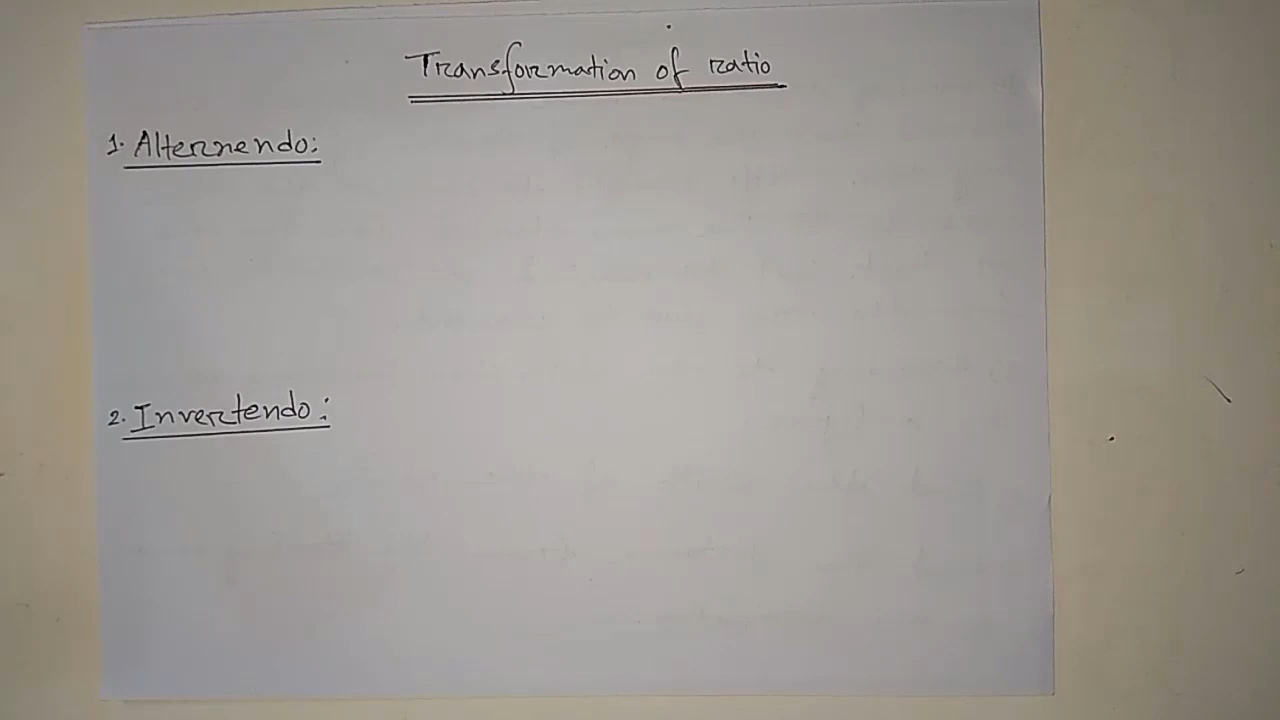 Transformation of ratio
1. Alternendo:
2. Invertendo: